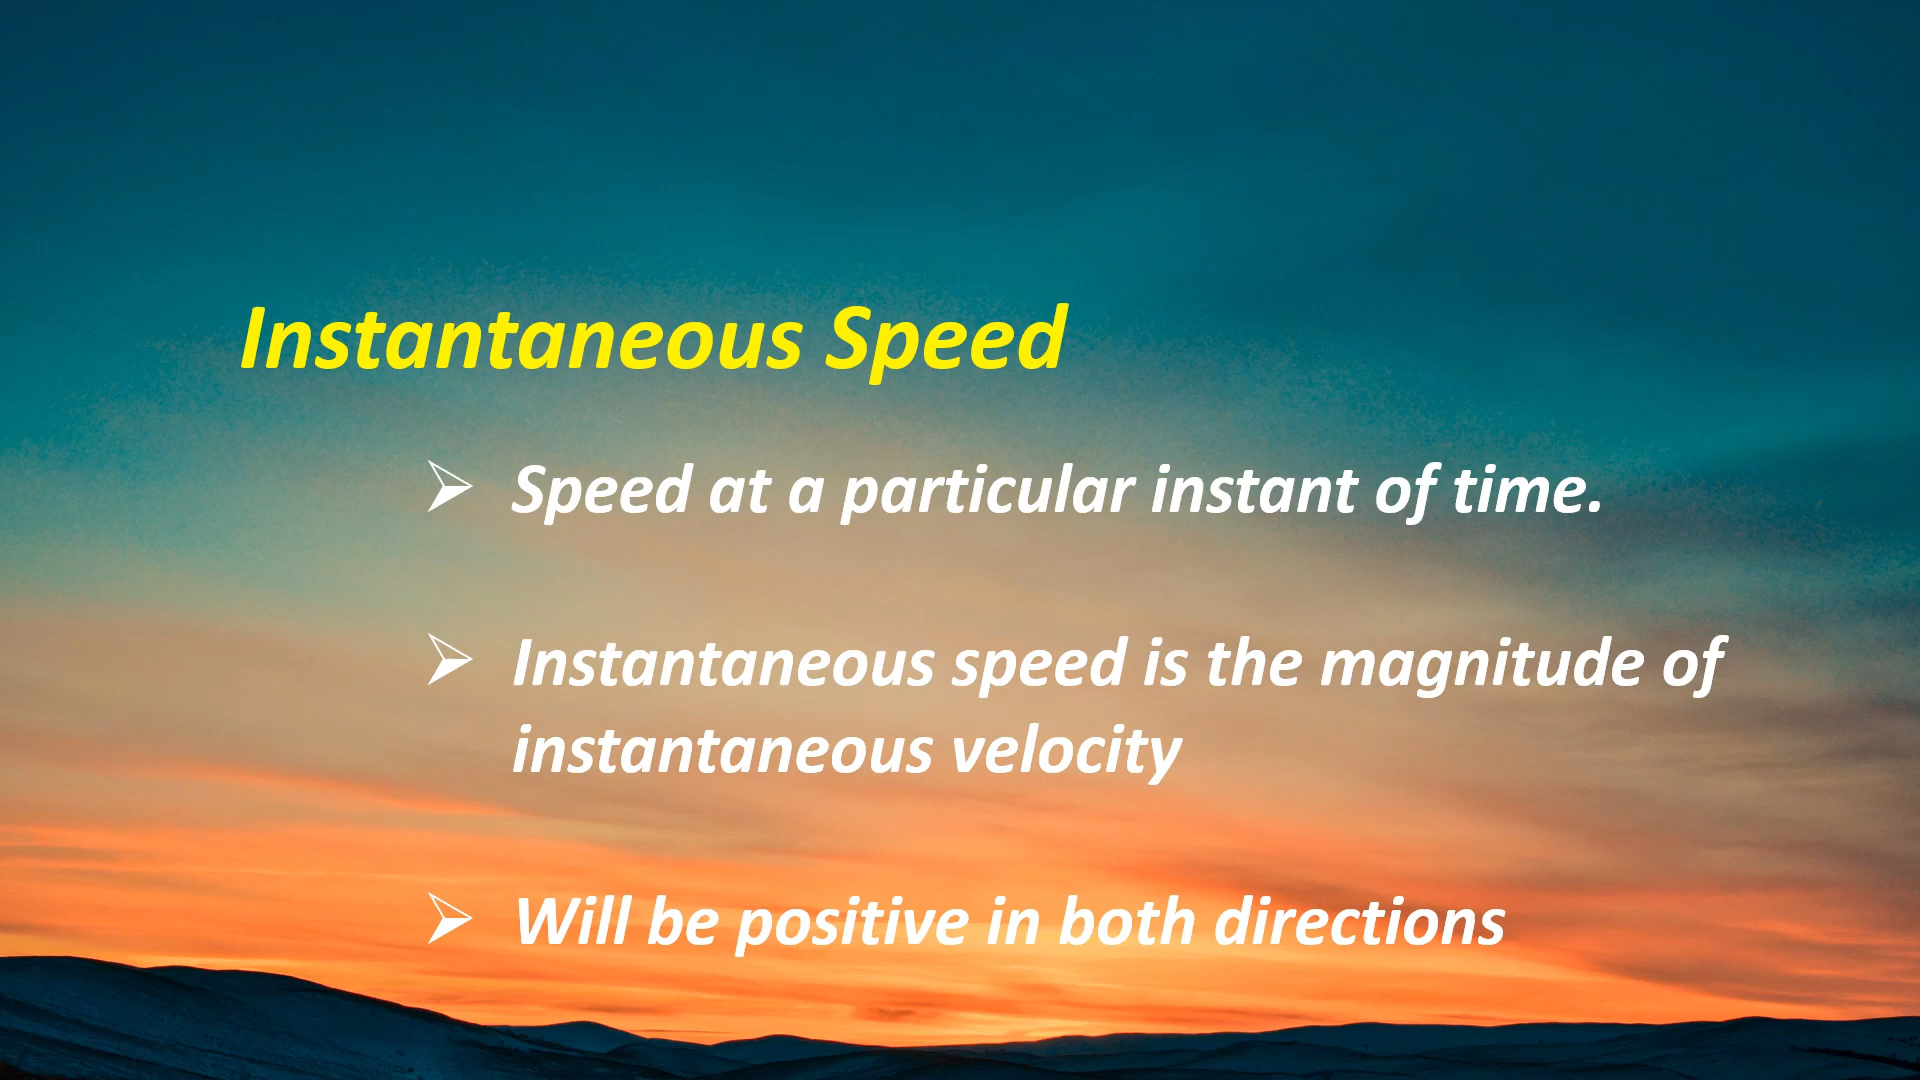 Instantaneous Speed
➢ Speed at a particular instant of time.
➢ Instantaneous speed is the magnitude of
instantaneous velocity
➢ Will be positive in both directions